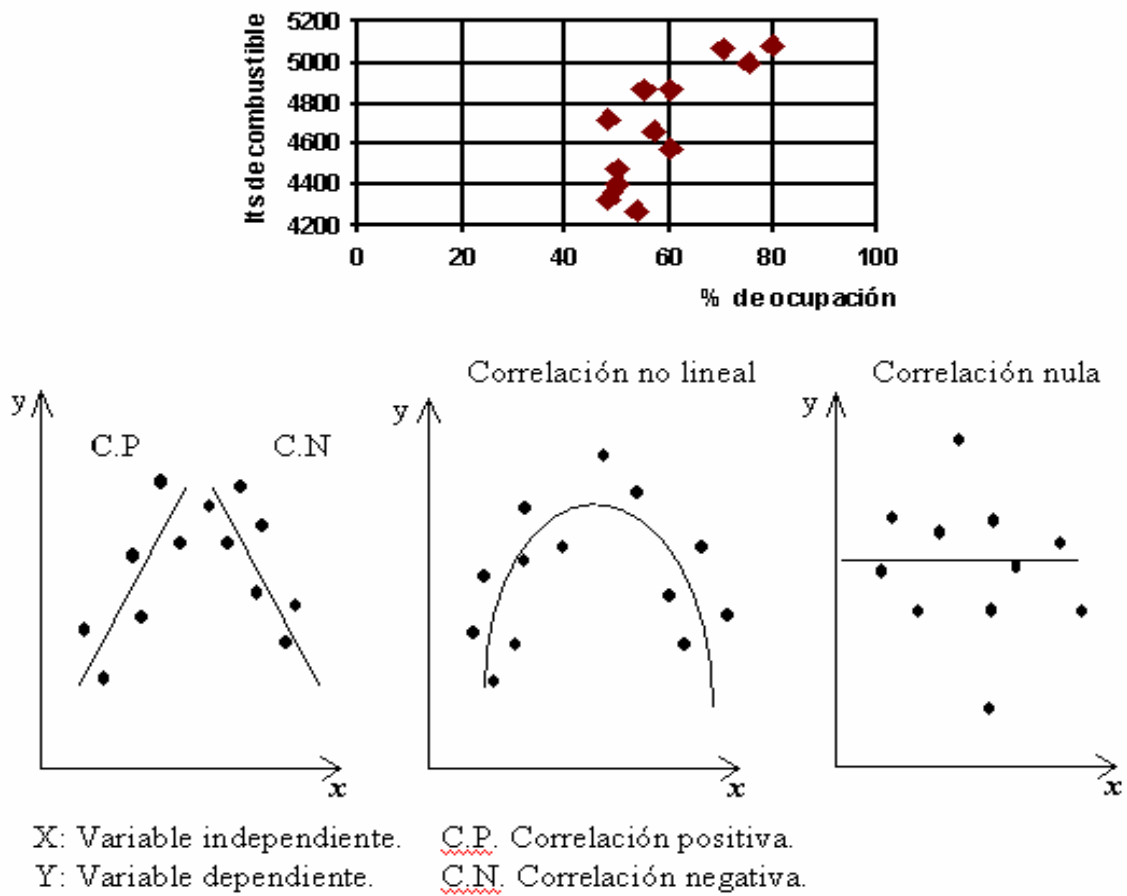 5200
5000
4800
4600
4400
4200
lts de combustible
0 20 40 60 80 100
% de ocupación
Correlación no lineal
Correlación nula
y
C.P
C.N
x
y
x
y
x
X: Variable independiente. C.P. Correlación positiva.
Y: Variable dependiente. C.N. Correlación negativa.